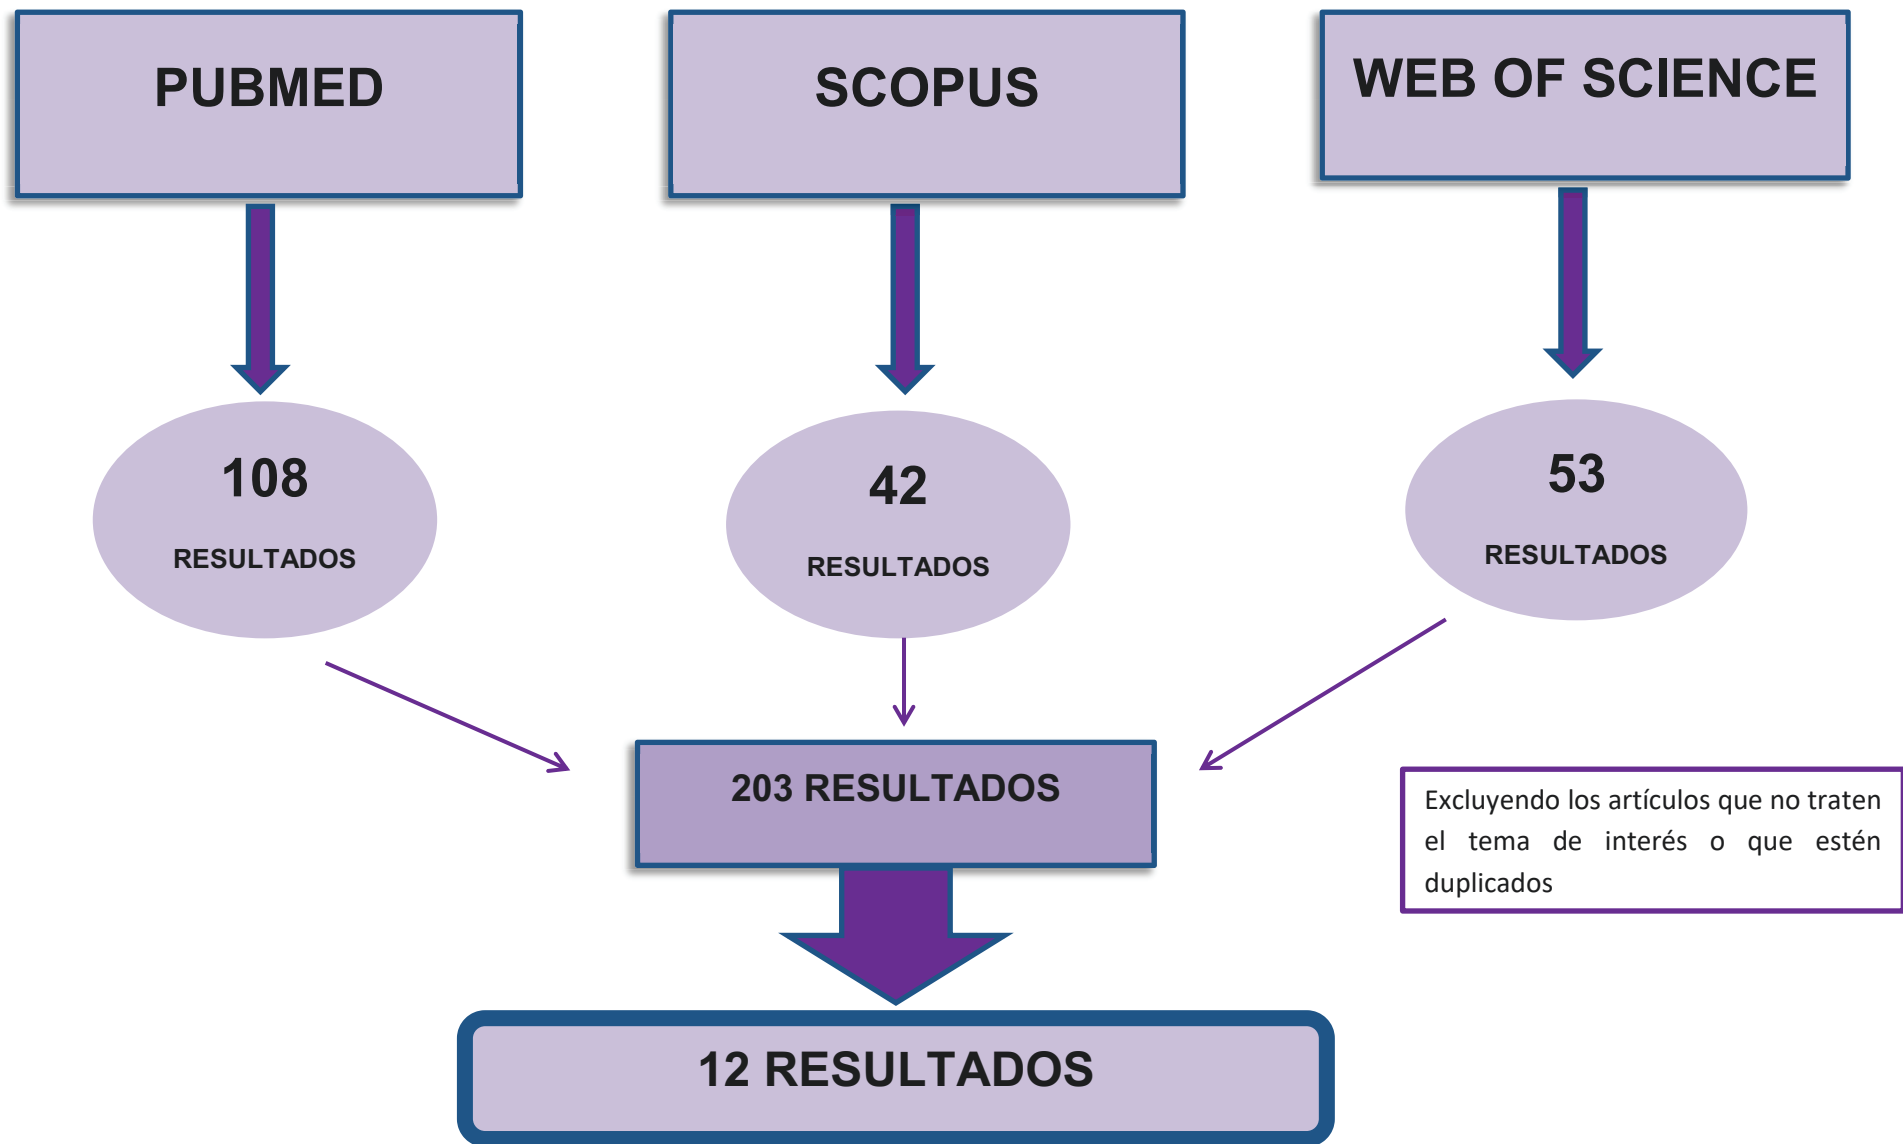 PUBMED
SCOPUS
WEB OF SCIENCE
108
RESULTADOS
42
RESULTADOS
53
RESULTADOS
203 RESULTADOS
Excluyendo los artículos que no traten
el tema de interés o que estén
duplicados
12 RESULTADOS